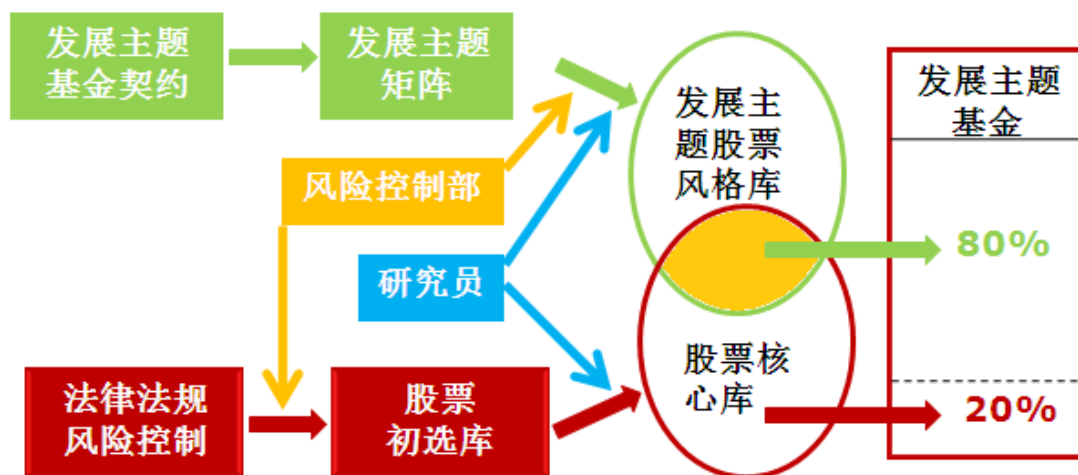 发展主题
基金契约
发展主题
矩阵
发展主
题股票
风格库
发展主题
基金
风险控制部
80%
研究员
法律法规
风险控制
股票
初选库
股票核
心库
20%